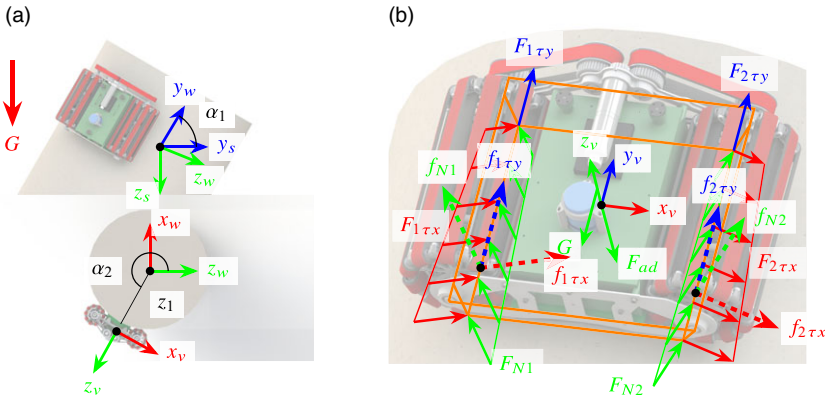 (a)
G
y_w
α_1
y_s
z_w
z_s
x_w
α_2
z_w
z_1
x_v
z_v
(b)
F_{1τy}
F_{2τy}
z_v
y_v
f_{N1}
f_{1τy}
f_{2τy}
f_{N2}
F_{1τx}
x_v
G
F_{ad}
F_{2τx}
f_{1τx}
f_{2τx}
F_{N1}
F_{N2}